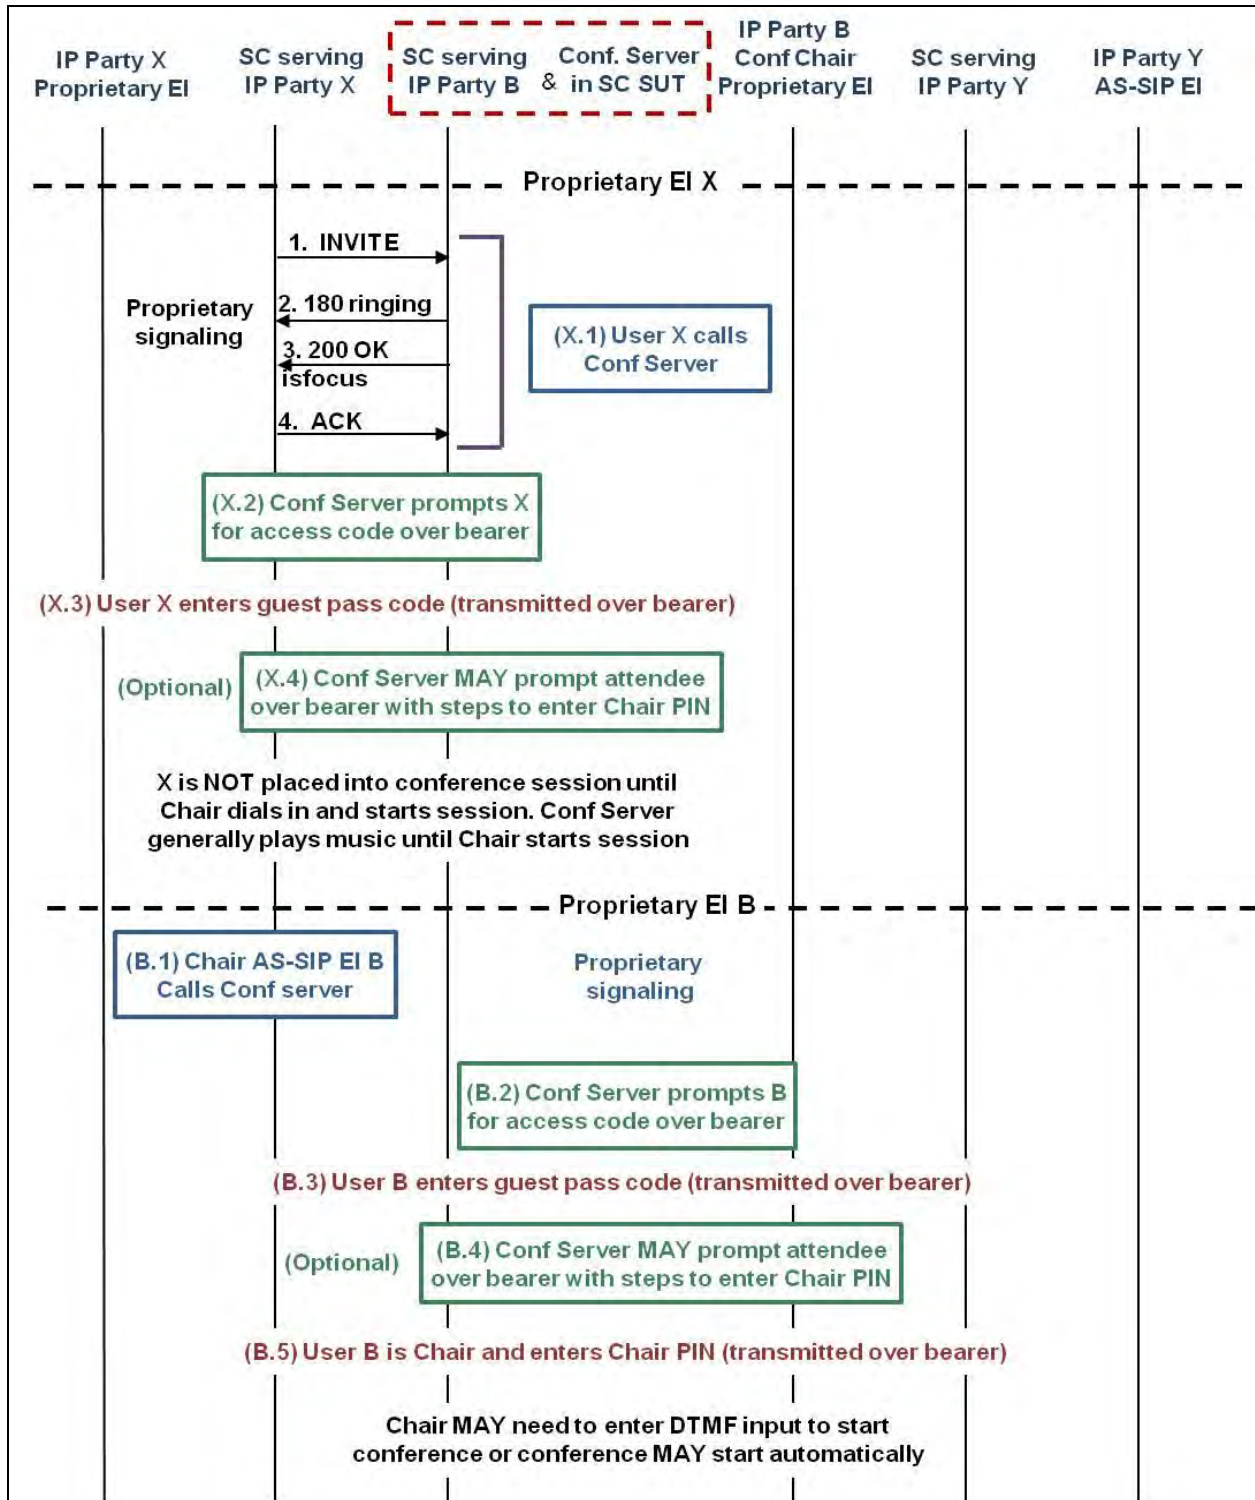 IP Party X
Proprietary EI
SC serving
IP Party X
SC serving
IP Party B
&
Conf. Server
in SC SUT
IP Party B
Conf Chair
Proprietary EI
SC serving
IP Party Y
IP Party Y
AS-SIP EI
Proprietary EI X
1. INVITE
Proprietary
signaling
2. 180 ringing
3. 200 OK
isfocus
4. ACK
(X.1) User X calls
Conf Server
(X.2) Conf Server prompts X
for access code over bearer
(X.3) User X enters guest pass code (transmitted over bearer)
(Optional)
(X.4) Conf Server MAY prompt attendee
over bearer with steps to enter Chair PIN
X is NOT placed into conference session until
Chair dials in and starts session. Conf Server
generally plays music until Chair starts session
Proprietary EI B
(B.1) Chair AS-SIP EI B
Calls Conf server
Proprietary
signaling
(B.2) Conf Server prompts B
for access code over bearer
(B.3) User B enters guest pass code (transmitted over bearer)
(Optional)
(B.4) Conf Server MAY prompt attendee
over bearer with steps to enter Chair PIN
(B.5) User B is Chair and enters Chair PIN (transmitted over bearer)
Chair MAY need to enter DTMF input to start
conference or conference MAY start automatically